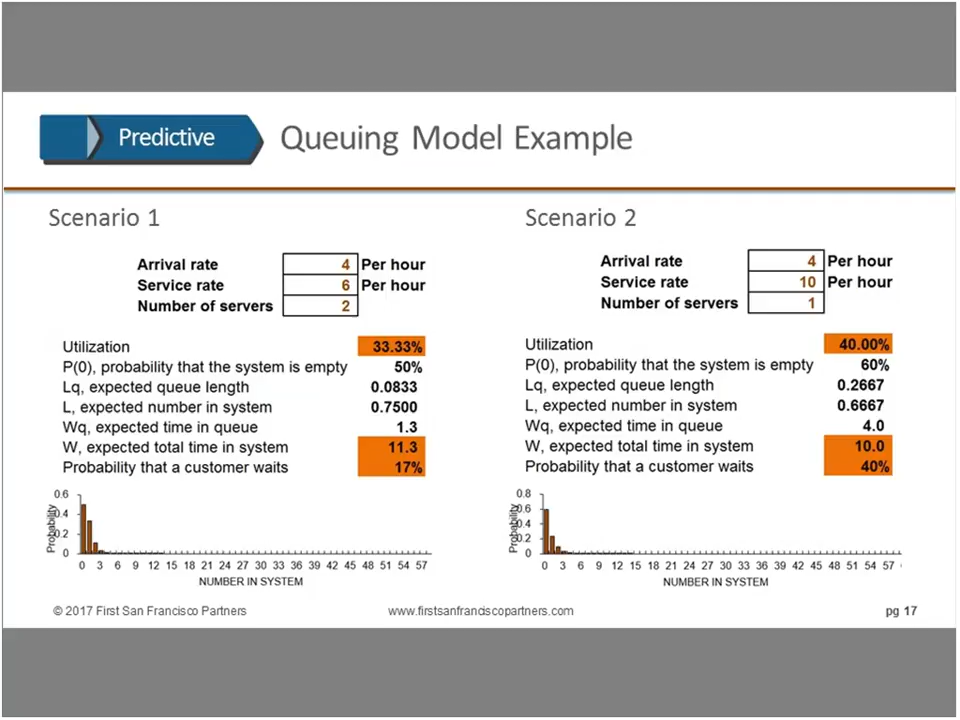 Predictive
Queuing Model Example
Scenario 1
Arrival rate 4 Per hour
Service rate 6 Per hour
Number of servers 2
Utilization 33.33%
P(0), probability that the system is empty 50%
Lq, expected queue length 0.0833
L, expected number in system 0.7500
Wq, expected time in queue 1.3
W, expected total time in system 11.3
Probability that a customer waits 17%
0.6
0.4
0.2
0
Probability
0 3 6 9 12 15 18 21 24 27 30 33 36 39 42 45 48 51 54 57
NUMBER IN SYSTEM
Scenario 2
Arrival rate 4 Per hour
Service rate 10 Per hour
Number of servers 1
Utilization 40.00%
P(0), probability that the system is empty 60%
Lq, expected queue length 0.2667
L, expected number in system 0.6667
Wq, expected time in queue 4.0
W, expected total time in system 10.0
Probability that a customer waits 40%
0.8
0.6
0.4
0.2
0
Probability
0 3 6 9 12 15 18 21 24 27 30 33 36 39 42 45 48 51 54 57
NUMBER IN SYSTEM
© 2017 First San Francisco Partners
www.firstsanfranciscopartners.com
pg 17